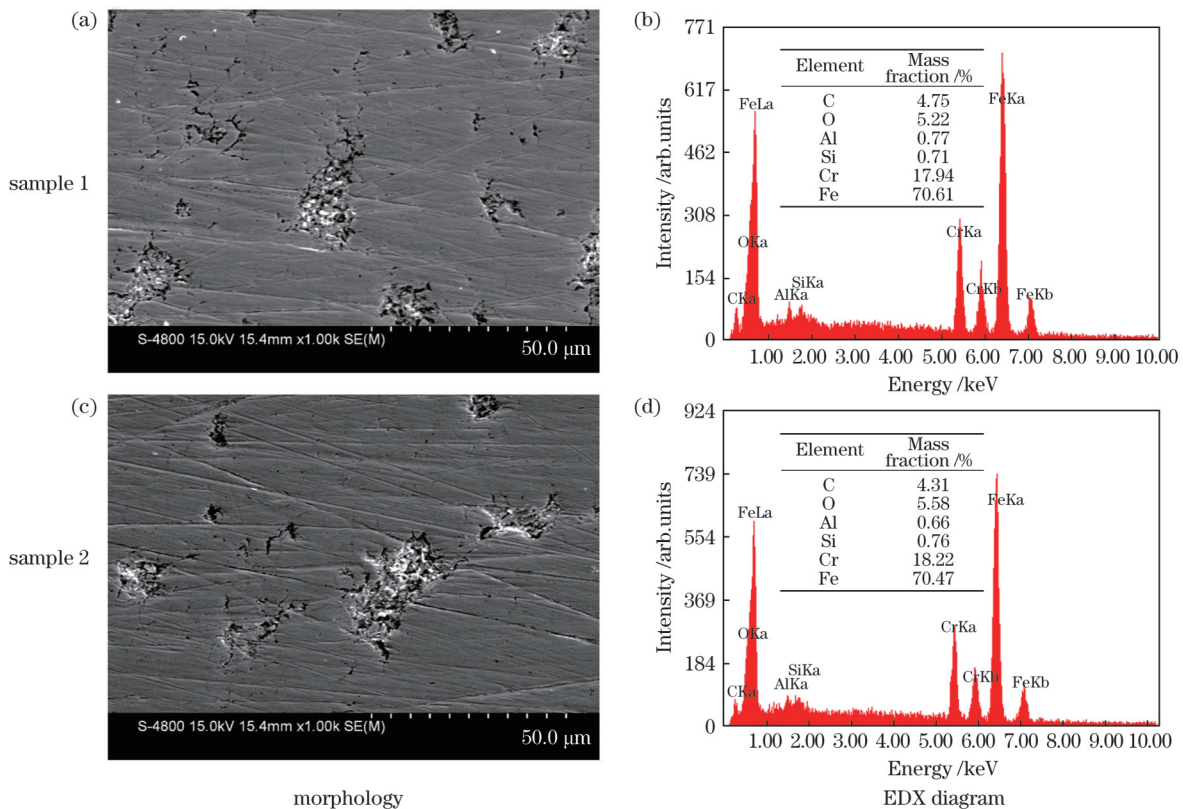 (a)
sample 1
S-4800 15.0kV 15.4mm x1.00k SE(M)
50.0 μm
(b)
771
617
462
308
154
0
Intensity /arb.units
Element Mass fraction /%
C 4.75
O 5.22
Al 0.77
Si 0.71
Cr 17.94
Fe 70.61
FeLa
OKa
CKa
AlKa
SiKa
CrKa
CrKb
FeKa
FeKb
1.00 2.00 3.00 4.00 5.00 6.00 7.00 8.00 9.00 10.00
Energy /keV
(c)
sample 2
S-4800 15.0kV 15.4mm x1.00k SE(M)
50.0 μm
morphology
(d)
924
739
554
369
184
0
Intensity /arb.units
Element Mass fraction /%
C 4.31
O 5.58
Al 0.66
Si 0.76
Cr 18.22
Fe 70.47
FeLa
OKa
CKa
AlKa
SiKa
CrKa
CrKb
FeKa
FeKb
1.00 2.00 3.00 4.00 5.00 6.00 7.00 8.00 9.00 10.00
Energy /keV
EDX diagram